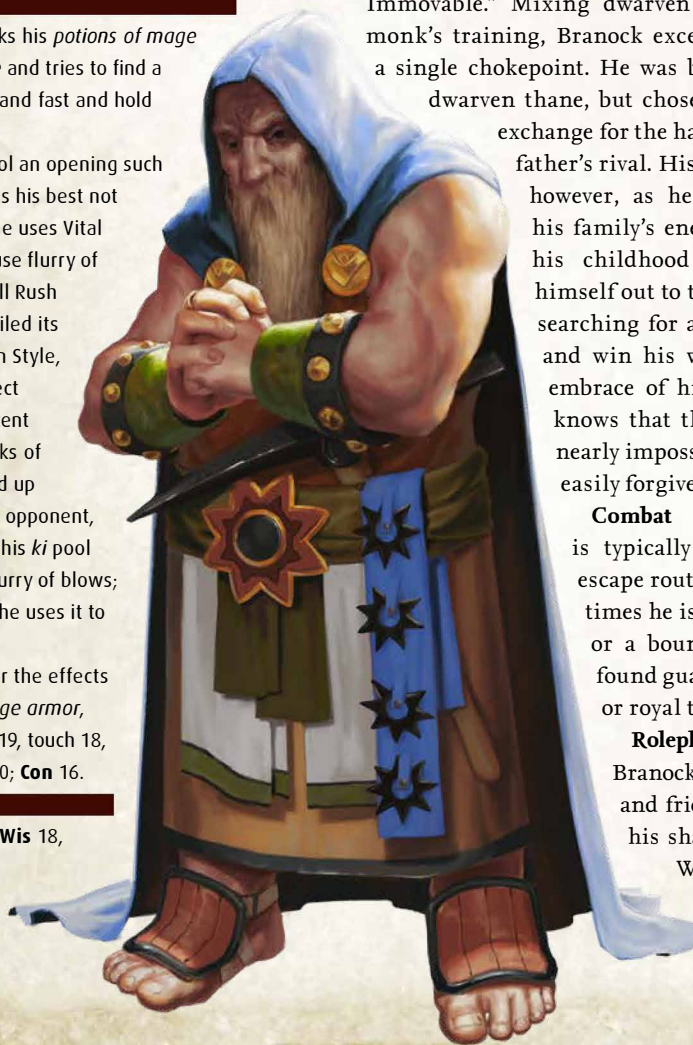 ks his potions of mage
and tries to find a
and fast and hold
ol an opening such
s his best not
e uses Vital
use flurry of
ll Rush
iled its
n Style,
ect
ent
ks of
d up
opponent,
his ki pool
urry of blows;
he uses it to
r the effects
ge armor,
19, touch 18,
0; Con 16.
Wis 18,
Immovable.” Mixing dwarven
monk’s training, Branock exce
a single chokepoint. He was b
dwarven thane, but chose
exchange for the ha
father’s rival. His
however, as he
his family’s ene
his childhood
himself out to t
searching for a
and win his w
embrace of hi
knows that th
nearly imposs
easily forgive
Combat
is typically
escape rout
times he is
or a boun
found gua
or royal t
Rolepl
Branock
and frie
his sha
W